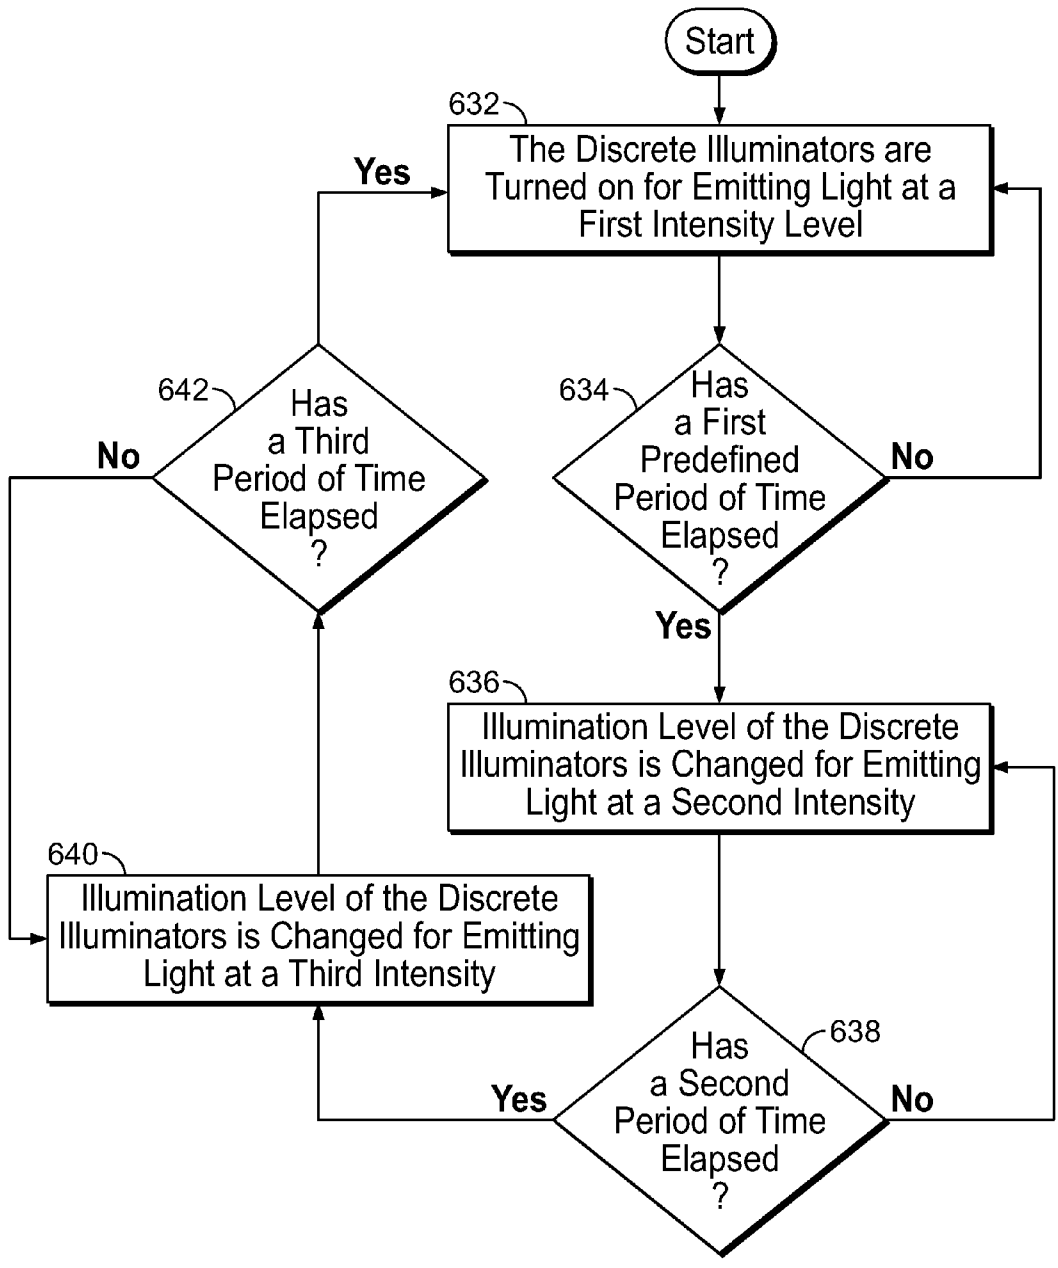 Start
632
The Discrete Illuminators are
Turned on for Emitting Light at a
First Intensity Level
Yes
642
Has
a Third
Period of Time
Elapsed
?
No
634
Has
a First
Predefined
Period of Time
Elapsed
?
No
Yes
636
Illumination Level of the Discrete
Illuminators is Changed for Emitting
Light at a Second Intensity
640
Illumination Level of the Discrete
Illuminators is Changed for Emitting
Light at a Third Intensity
638
Has
a Second
Period of Time
Elapsed
?
Yes
No